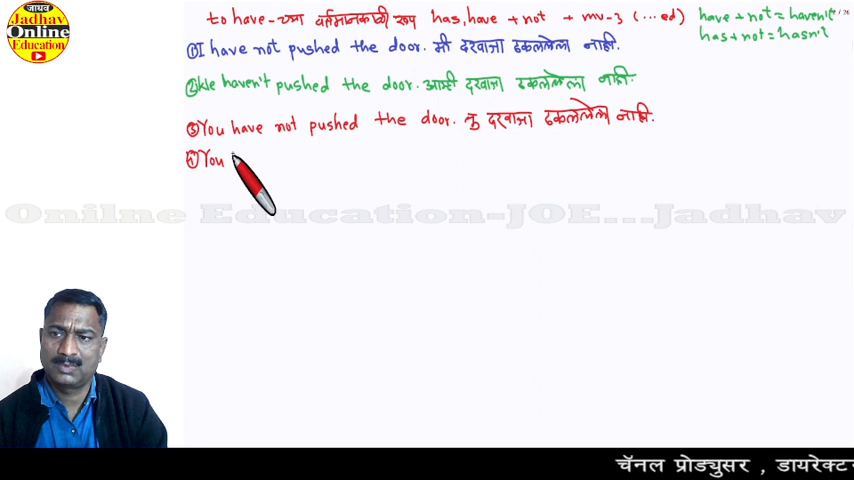 जाधव
Jadhav
Online
Education
to have-च्या वर्तमानकाळी रूप has, have + not + mv-3 (...ed)
have + not = haven't
has + not = hasn't
① I have not pushed the door. मी दरवाजा ढकललेला नाही.
② We haven't pushed the door. आम्ही दरवाजा ढकललेला नाही.
③ You have not pushed the door. तु दरवाजा ढकललेला नाही.
④ You
Onilne Education-JOE...Jadhav
चॅनल प्रोड्युसर , डायरेक्ट